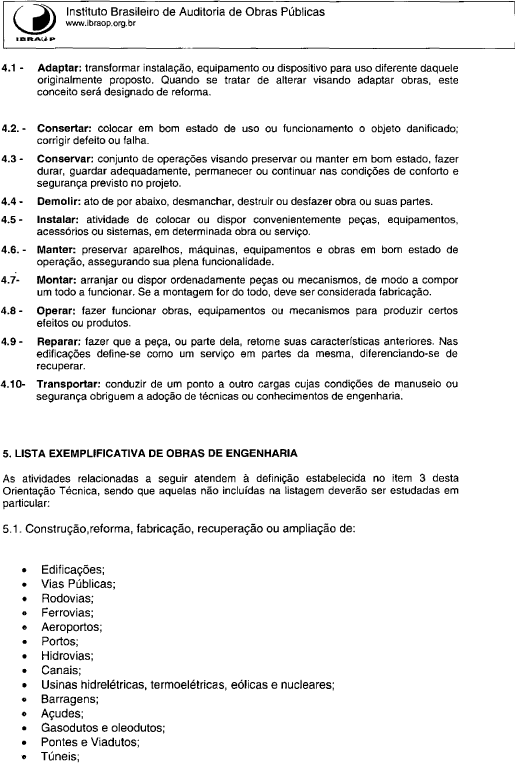 Instituto Brasileiro de Auditoria de Obras Públicas
www.ibraop.org.br
IBRAOP
4.1 - Adaptar: transformar instalação, equipamento ou dispositivo para uso diferente daquele
originalmente proposto. Quando se tratar de alterar visando adaptar obras, este
conceito será designado de reforma.
4.2. - Consertar: colocar em bom estado de uso ou funcionamento o objeto danificado;
corrigir defeito ou falha.
4.3 - Conservar: conjunto de operações visando preservar ou manter em bom estado, fazer
durar, guardar adequadamente, permanecer ou continuar nas condições de conforto e
segurança previsto no projeto.
4.4 - Demolir: ato de por abaixo, desmanchar, destruir ou desfazer obra ou suas partes.
4.5 - Instalar: atividade de colocar ou dispor convenientemente peças, equipamentos,
acessórios ou sistemas, em determinada obra ou serviço.
4.6. - Manter: preservar aparelhos, máquinas, equipamentos e obras em bom estado de
operação, assegurando sua plena funcionalidade.
4.7- Montar: arranjar ou dispor ordenadamente peças ou mecanismos, de modo a compor
um todo a funcionar. Se a montagem for do todo, deve ser considerada fabricação.
4.8 - Operar: fazer funcionar obras, equipamentos ou mecanismos para produzir certos
efeitos ou produtos.
4.9 - Reparar: fazer que a peça, ou parte dela, retome suas características anteriores. Nas
edificações define-se como um serviço em partes da mesma, diferenciando-se de
recuperar.
4.10- Transportar: conduzir de um ponto a outro cargas cujas condições de manuseio ou
segurança obriguem a adoção de técnicas ou conhecimentos de engenharia.
5. LISTA EXEMPLIFICATIVA DE OBRAS DE ENGENHARIA
As atividades relacionadas a seguir atendem à definição estabelecida no item 3 desta
Orientação Técnica, sendo que aquelas não incluídas na listagem deverão ser estudadas em
particular:
5.1. Construção,reforma, fabricação, recuperação ou ampliação de:
• Edificações;
• Vias Públicas;
• Rodovias;
• Ferrovias;
• Aeroportos;
• Portos;
• Hidrovias;
• Canais;
• Usinas hidrelétricas, termoelétricas, eólicas e nucleares;
• Barragens;
• Açudes;
• Gasodutos e oleodutos;
• Pontes e Viadutos;
• Túneis;